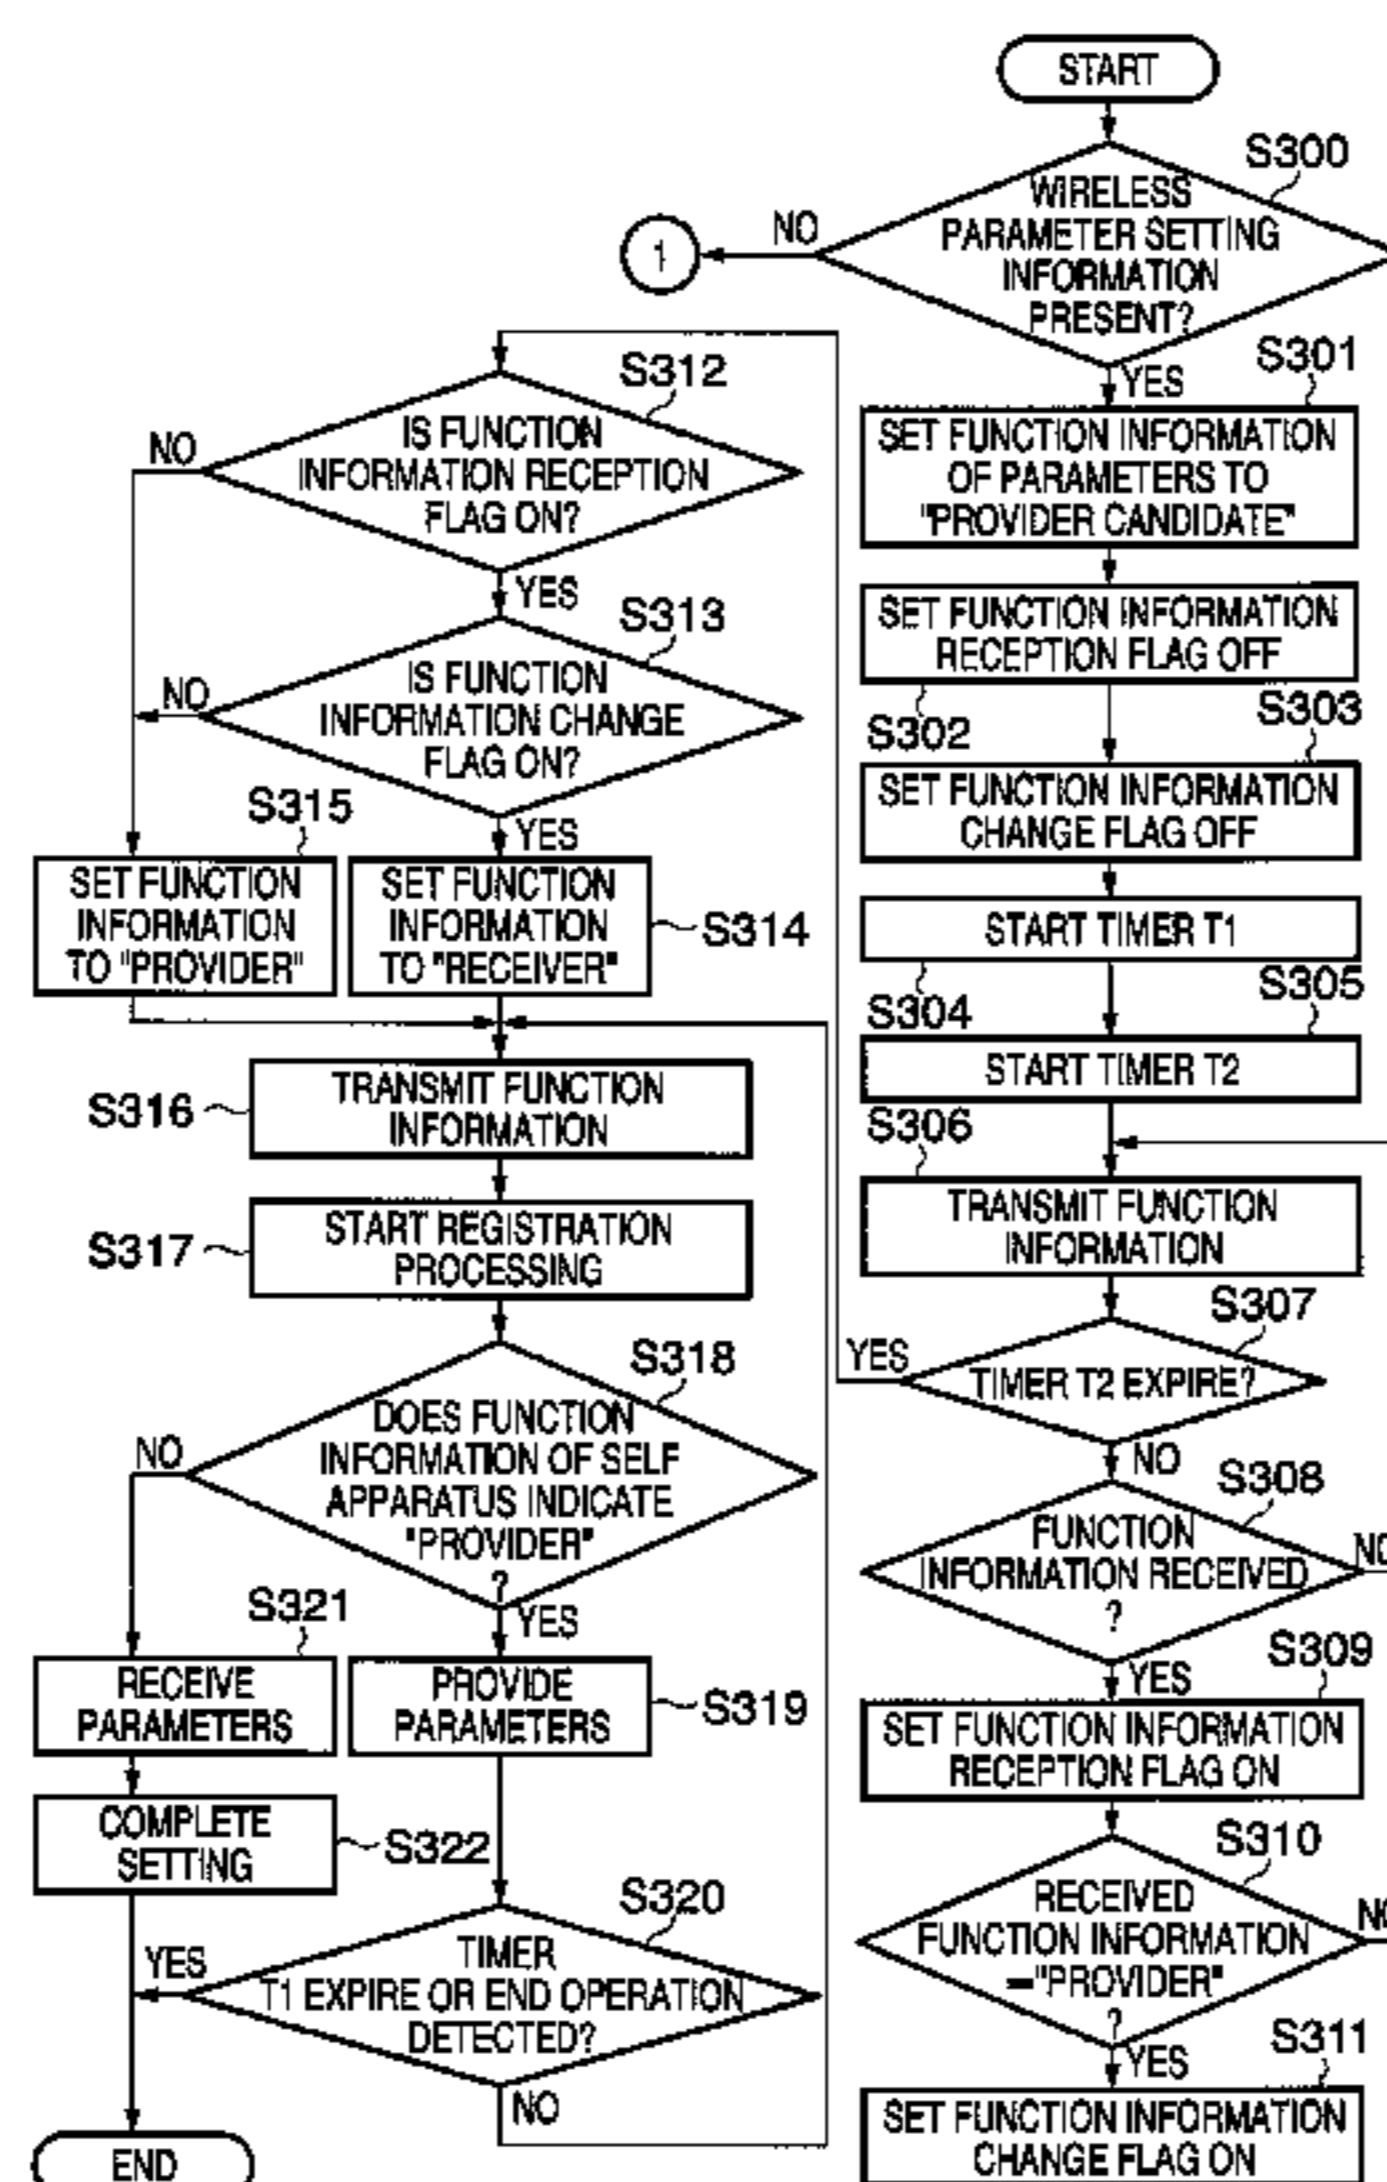 START
S300
WIRELESS
PARAMETER SETTING
INFORMATION
PRESENT?
NO
1
YES
S301
SET FUNCTION INFORMATION
OF PARAMETERS TO
"PROVIDER CANDIDATE"
SET FUNCTION INFORMATION
RECEPTION FLAG OFF
S302
S303
SET FUNCTION INFORMATION
CHANGE FLAG OFF
START TIMER T1
S304
S305
START TIMER T2
S306
TRANSMIT FUNCTION
INFORMATION
S307
TIMER T2 EXPIRE?
YES
NO
S308
FUNCTION
INFORMATION RECEIVED
?
NO
YES
S309
SET FUNCTION INFORMATION
RECEPTION FLAG ON
S310
RECEIVED
FUNCTION INFORMATION
="PROVIDER"
?
NO
YES
S311
SET FUNCTION INFORMATION
CHANGE FLAG ON
S312
IS FUNCTION
INFORMATION RECEPTION
FLAG ON?
NO
YES
S313
IS FUNCTION
INFORMATION CHANGE
FLAG ON?
NO
YES
S315
SET FUNCTION
INFORMATION
TO "PROVIDER"
SET FUNCTION
INFORMATION
TO "RECEIVER"
S314
S316
TRANSMIT FUNCTION
INFORMATION
S317
START REGISTRATION
PROCESSING
S318
DOES FUNCTION
INFORMATION OF SELF
APPARATUS INDICATE
"PROVIDER"
?
NO
YES
S321
RECEIVE
PARAMETERS
PROVIDE
PARAMETERS
S319
COMPLETE
SETTING
S322
S320
TIMER
T1 EXPIRE OR END OPERATION
DETECTED?
YES
NO
END